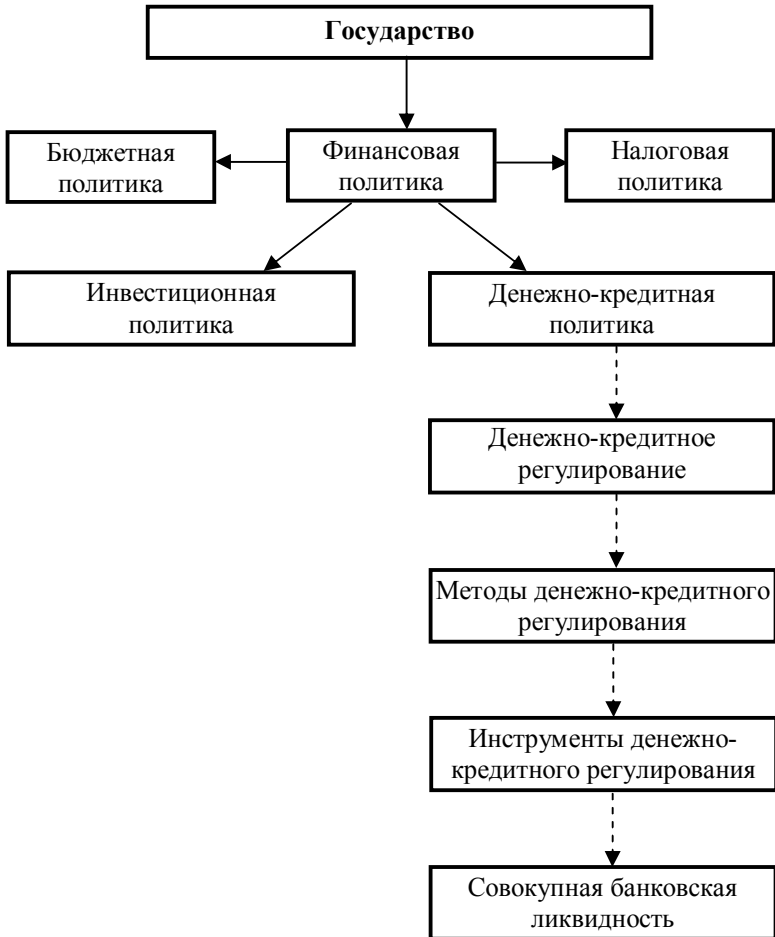 Государство
Бюджетная
политика
Финансовая
политика
Налоговая
политика
Инвестиционная
политика
Денежно-кредитная
политика
Денежно-кредитное
регулирование
Методы денежно-кредитного
регулирования
Инструменты денежно-
кредитного регулирования
Совокупная банковская
ликвидность